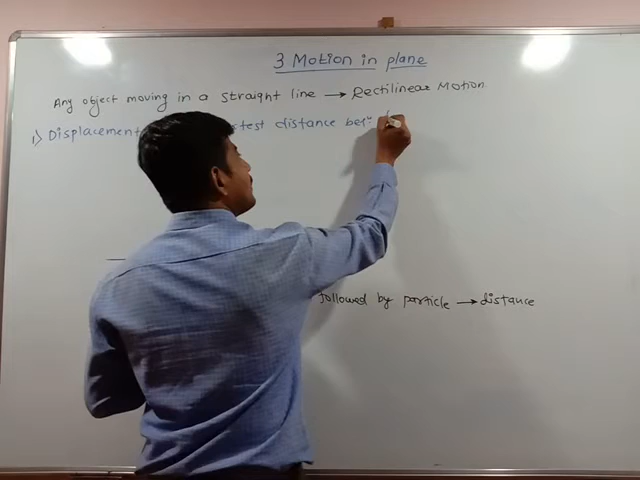 3 Motion in plane
Any object moving in a straight line → Rectilinear Motion
1) Displacement distance betn
followed by particle → distance